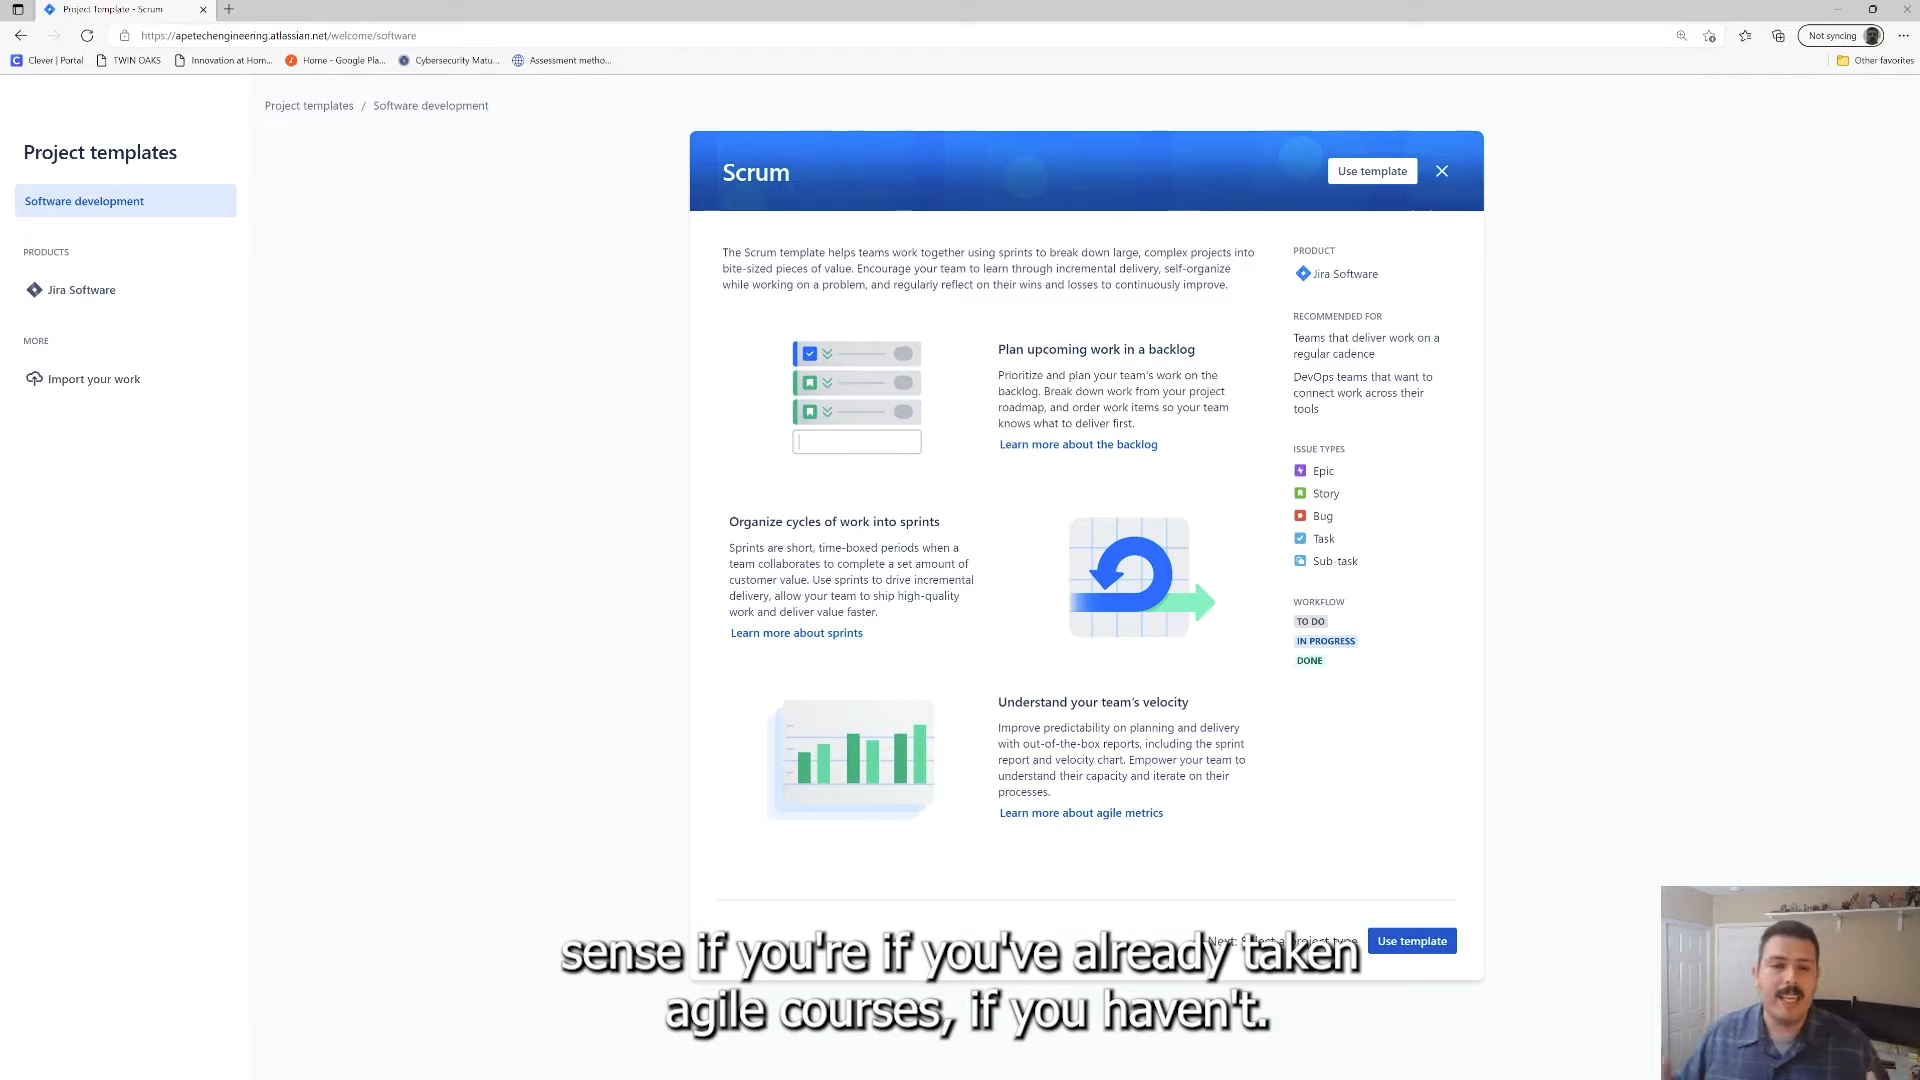 Project Template - Scrum
https://apetechengineering.atlassian.net/welcome/software
Not syncing
Clever | Portal
TWIN OAKS
Innovation at Hom...
Home - Google Pla...
Cybersecurity Matu...
Assessment metho...
Other favorites
Project templates / Software development
Project templates
Software development
PRODUCTS
Jira Software
MORE
Import your work
Scrum
Use template
The Scrum template helps teams work together using sprints to break down large, complex projects into
bite-sized pieces of value. Encourage your team to learn through incremental delivery, self-organize
while working on a problem, and regularly reflect on their wins and losses to continuously improve.
Plan upcoming work in a backlog
Prioritize and plan your team's work on the
backlog. Break down work from your project
roadmap, and order work items so your team
knows what to deliver first.
Learn more about the backlog
Organize cycles of work into sprints
Sprints are short, time-boxed periods when a
team collaborates to complete a set amount of
customer value. Use sprints to drive incremental
delivery, allow your team to ship high-quality
work and deliver value faster.
Learn more about sprints
Understand your team's velocity
Improve predictability on planning and delivery
with out-of-the-box reports, including the sprint
report and velocity chart. Empower your team to
understand their capacity and iterate on their
processes.
Learn more about agile metrics
PRODUCT
Jira Software
RECOMMENDED FOR
Teams that deliver work on a
regular cadence
DevOps teams that want to
connect work across their
tools
ISSUE TYPES
Epic
Story
Bug
Task
Sub-task
WORKFLOW
TO DO
IN PROGRESS
DONE
Next: Select a project type
Use template
sense if you're if you've already taken
agile courses, if you haven't.